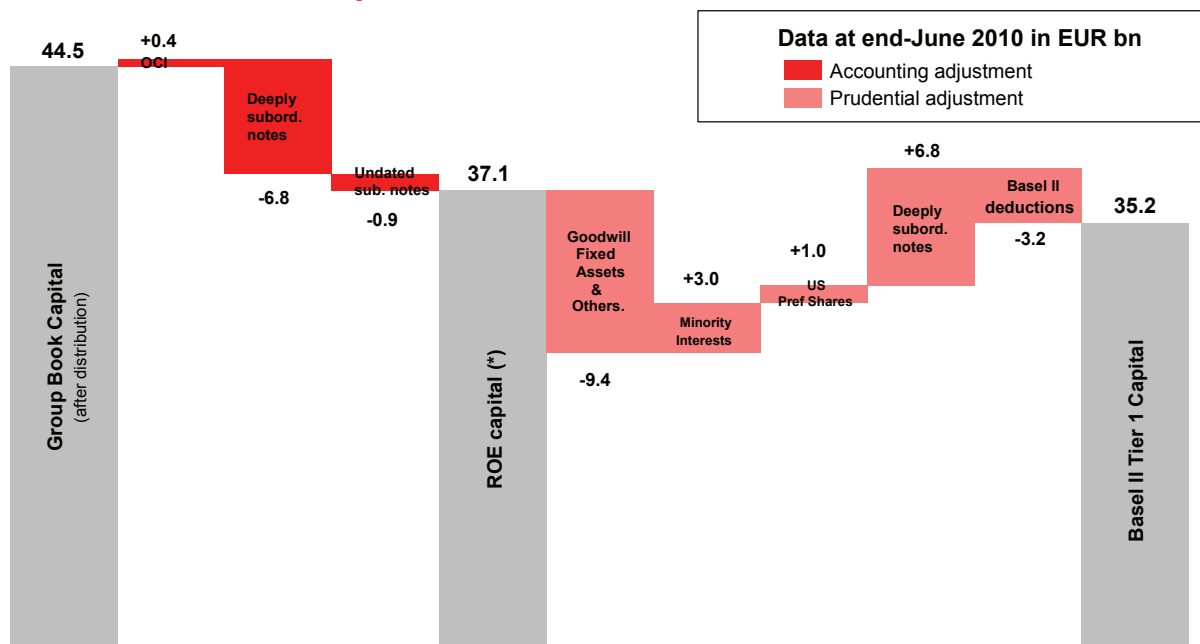 Data at end-June 2010 in EUR bn
Accounting adjustment
Prudential adjustment
44.5
+0.4
OCI
Deeply
subord.
notes
-6.8
Undated
sub. notes
-0.9
37.1
Goodwill
Fixed
Assets
&
Others.
-9.4
+3.0
Minority
Interests
+1.0
US
Pref Shares
+6.8
Deeply
subord.
notes
Basel II
deductions
-3.2
35.2
Group Book Capital
(after distribution)
ROE capital (*)
Basel II Tier 1 Capital